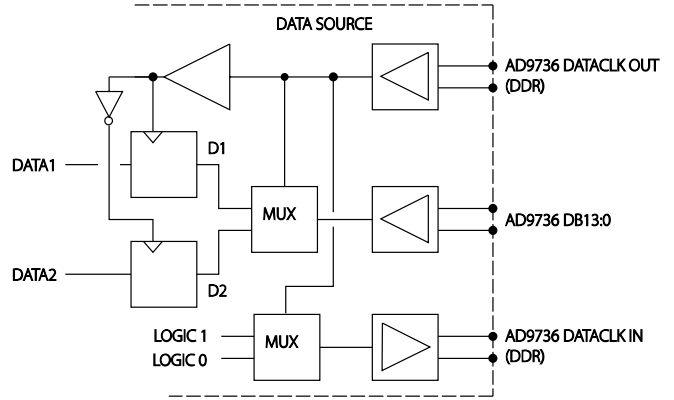 DATA SOURCE
AD9736 DATACLK OUT
(DDR)
D1
DATA1
MUX
AD9736 DB13:0
DATA2
D2
LOGIC 1
MUX
AD9736 DATACLK IN
LOGIC 0
(DDR)